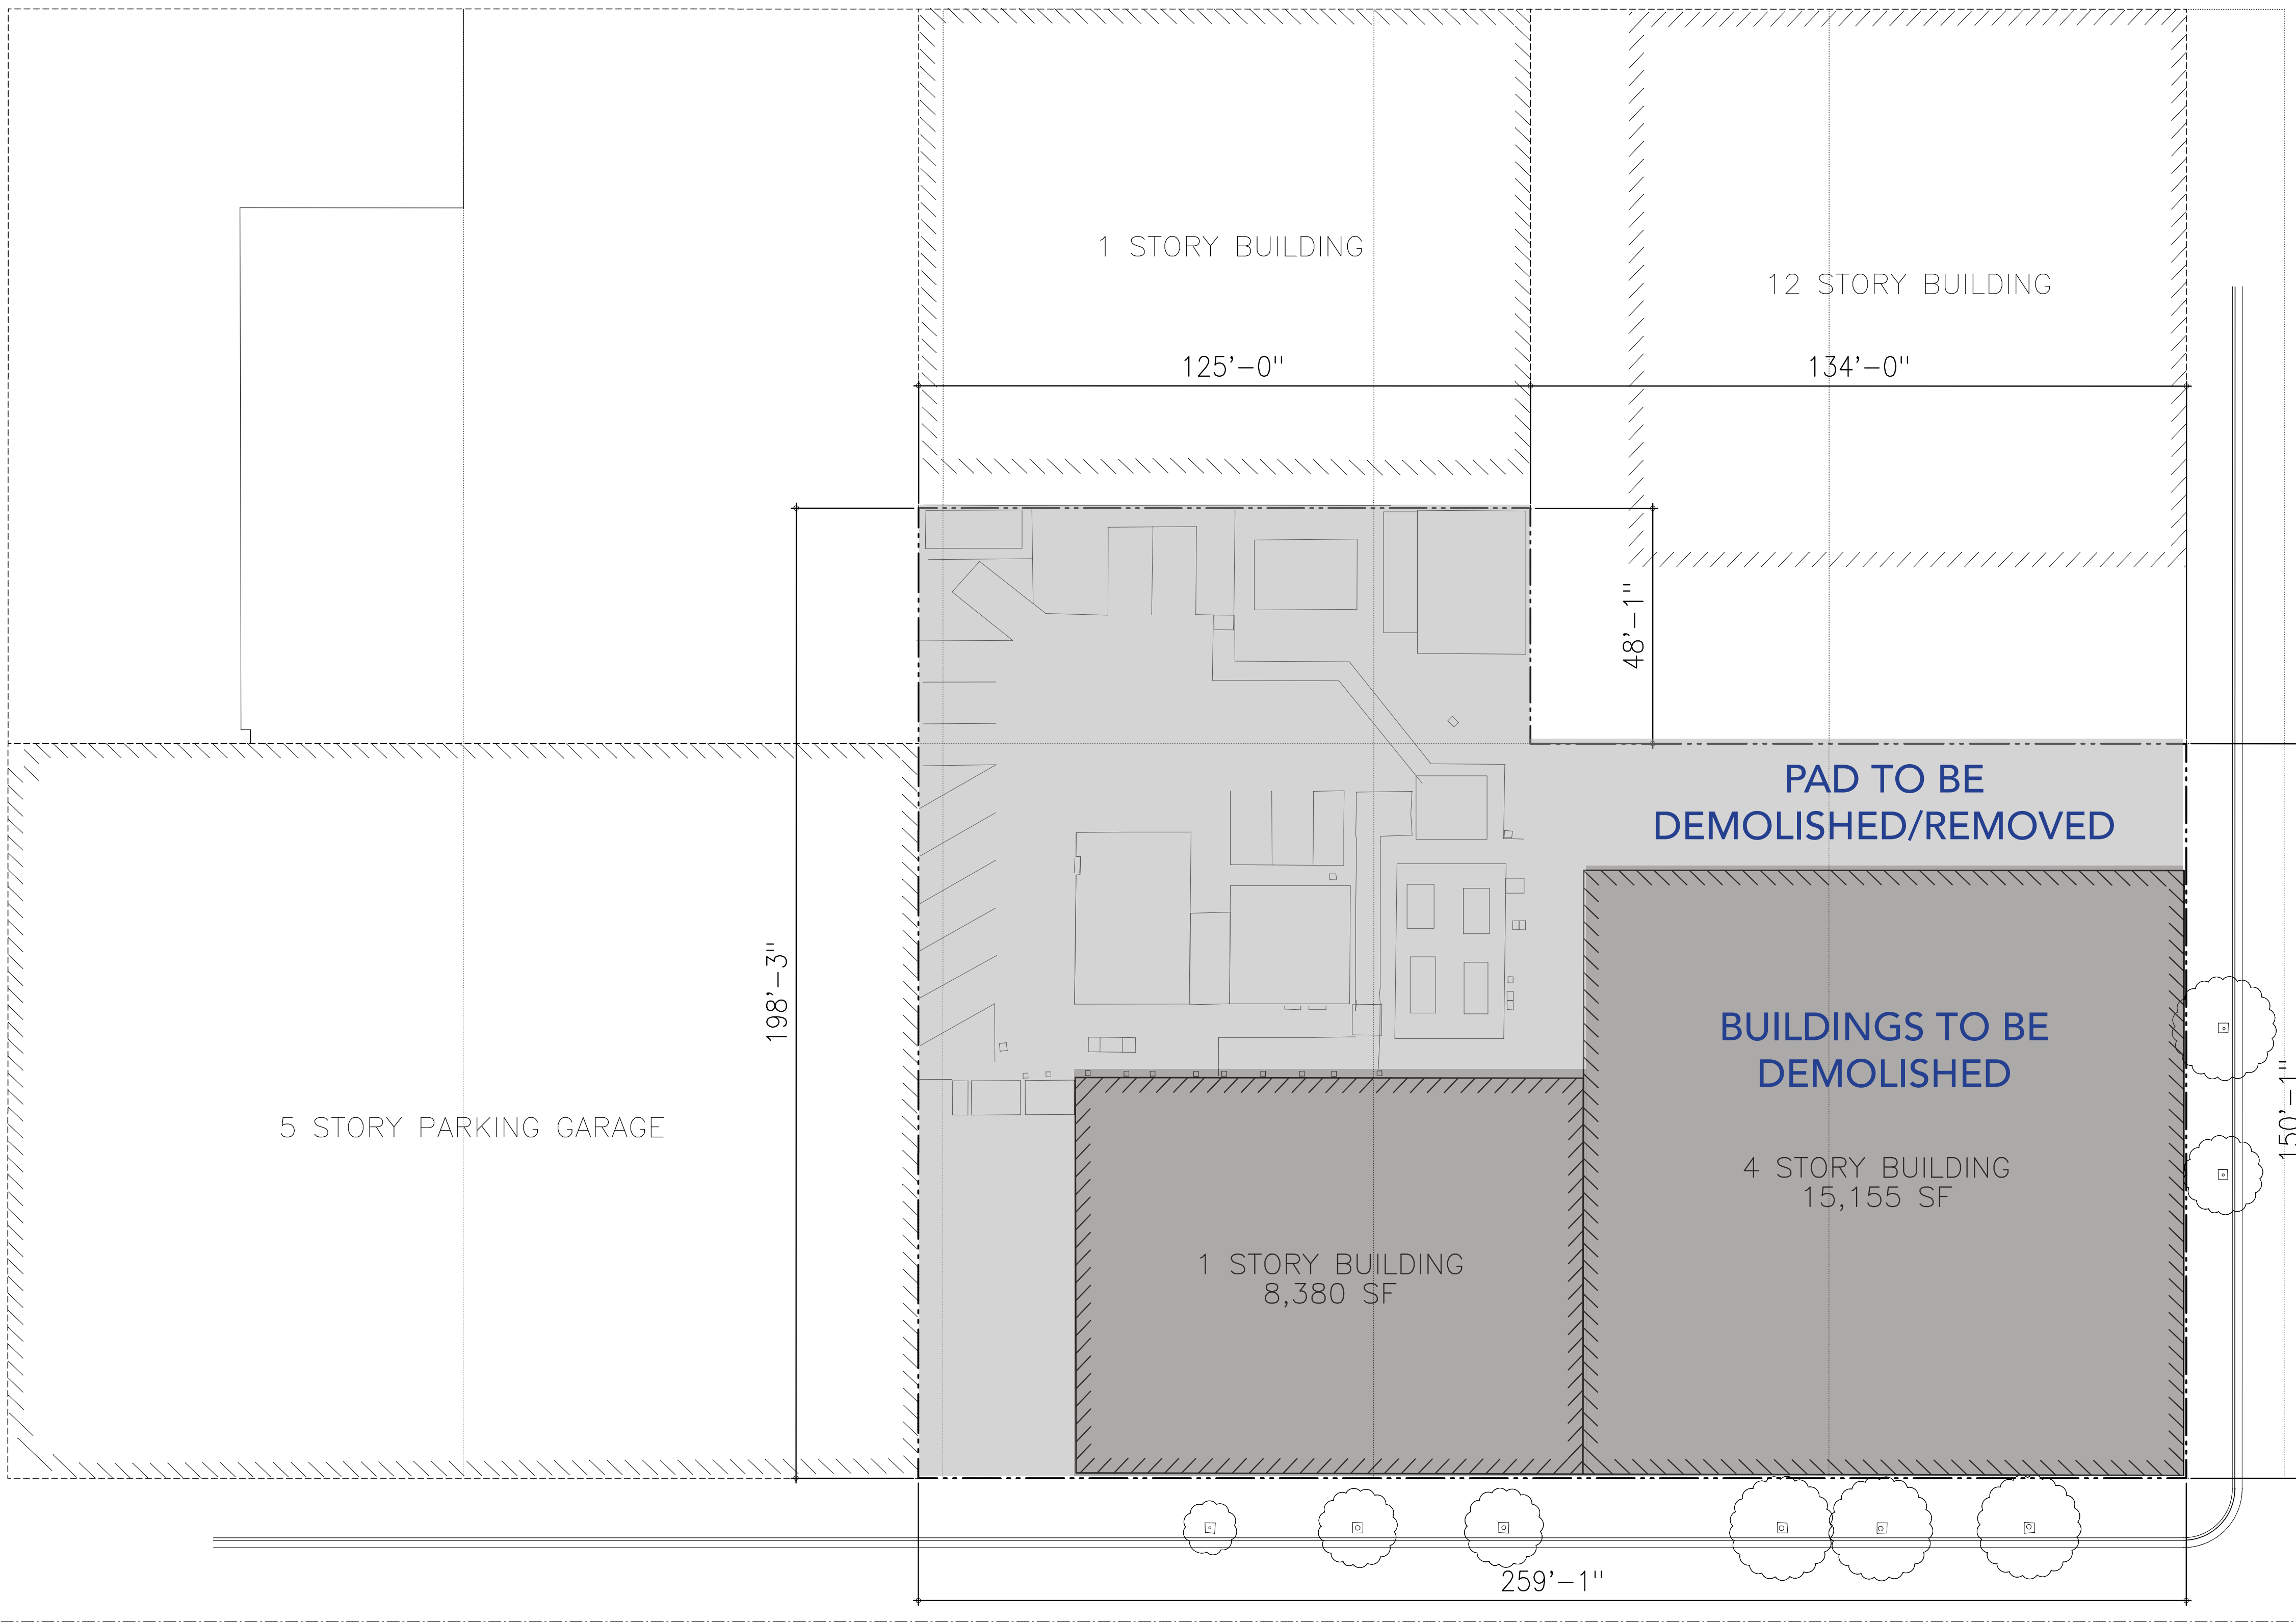 1 STORY BUILDING
12 STORY BUILDING
125'-0"
134'-0"
48'-1"
PAD TO BE
DEMOLISHED/REMOVED
198'-3"
BUILDINGS TO BE
DEMOLISHED
150'-1"
5 STORY PARKING GARAGE
4 STORY BUILDING
15,155 SF
1 STORY BUILDING
8,380 SF
259'-1"